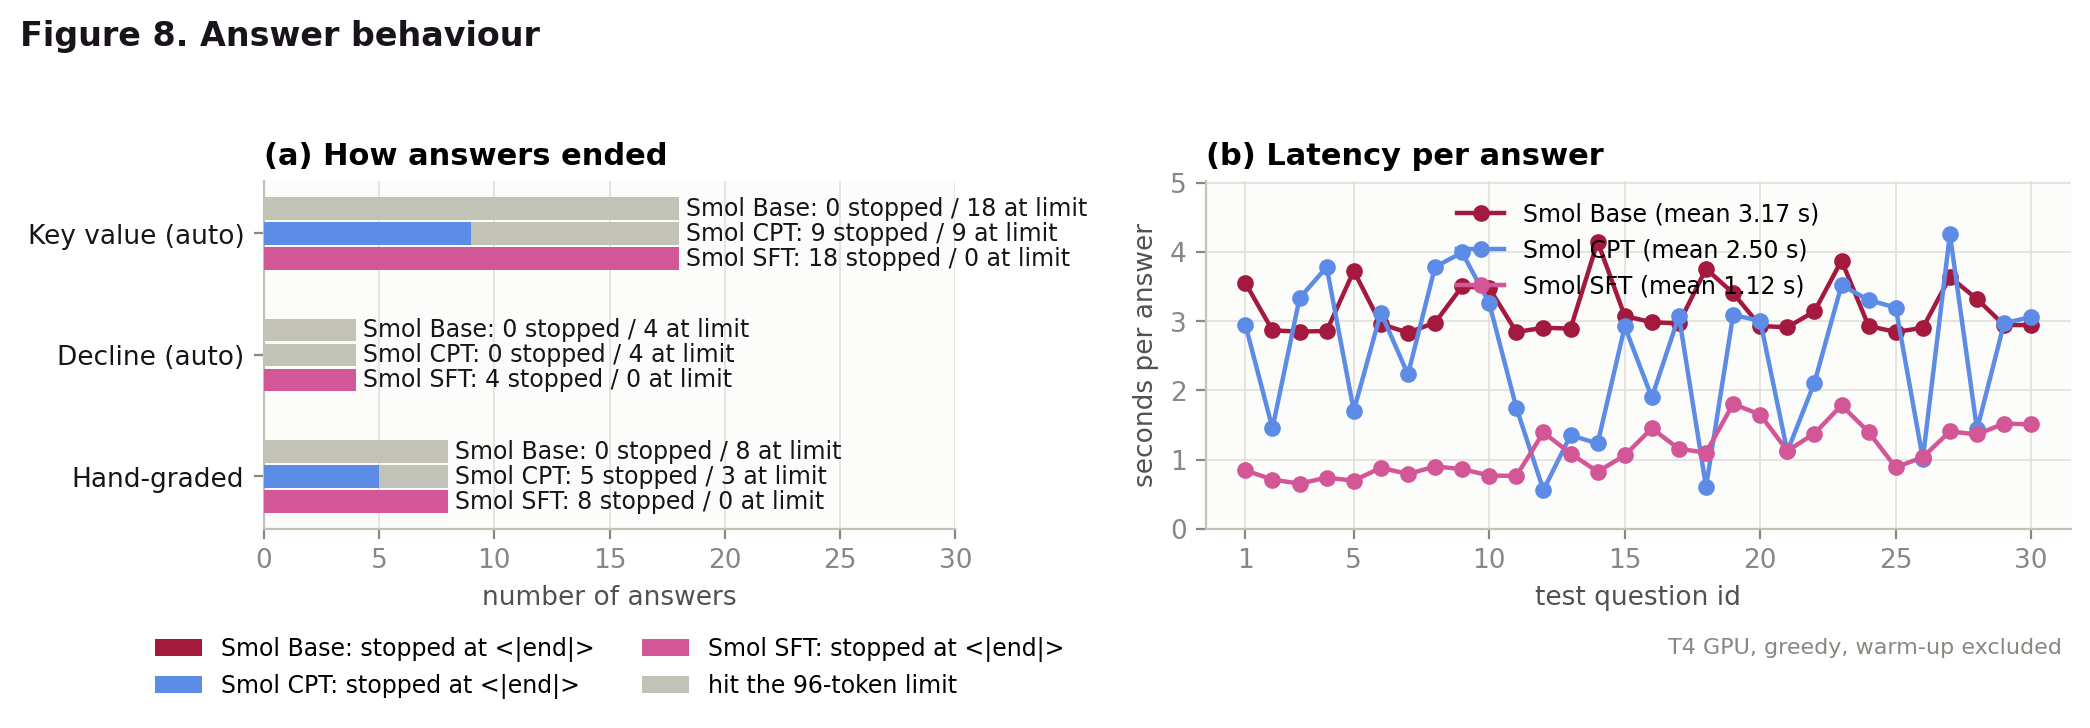 Figure 8. Answer behaviour
(a) How answers ended
Key value (auto)
Smol Base: 0 stopped / 18 at limit
Smol CPT: 9 stopped / 9 at limit
Smol SFT: 18 stopped / 0 at limit
Decline (auto)
Smol Base: 0 stopped / 4 at limit
Smol CPT: 0 stopped / 4 at limit
Smol SFT: 4 stopped / 0 at limit
Hand-graded
Smol Base: 0 stopped / 8 at limit
Smol CPT: 5 stopped / 3 at limit
Smol SFT: 8 stopped / 0 at limit
0 5 10 15 20 25 30
number of answers
Smol Base: stopped at <|end|>
Smol CPT: stopped at <|end|>
Smol SFT: stopped at <|end|>
hit the 96-token limit
(b) Latency per answer
5
4
3
2
1
0
seconds per answer
Smol Base (mean 3.17 s)
Smol CPT (mean 2.50 s)
Smol SFT (mean 1.12 s)
1 5 10 15 20 25 30
test question id
T4 GPU, greedy, warm-up excluded